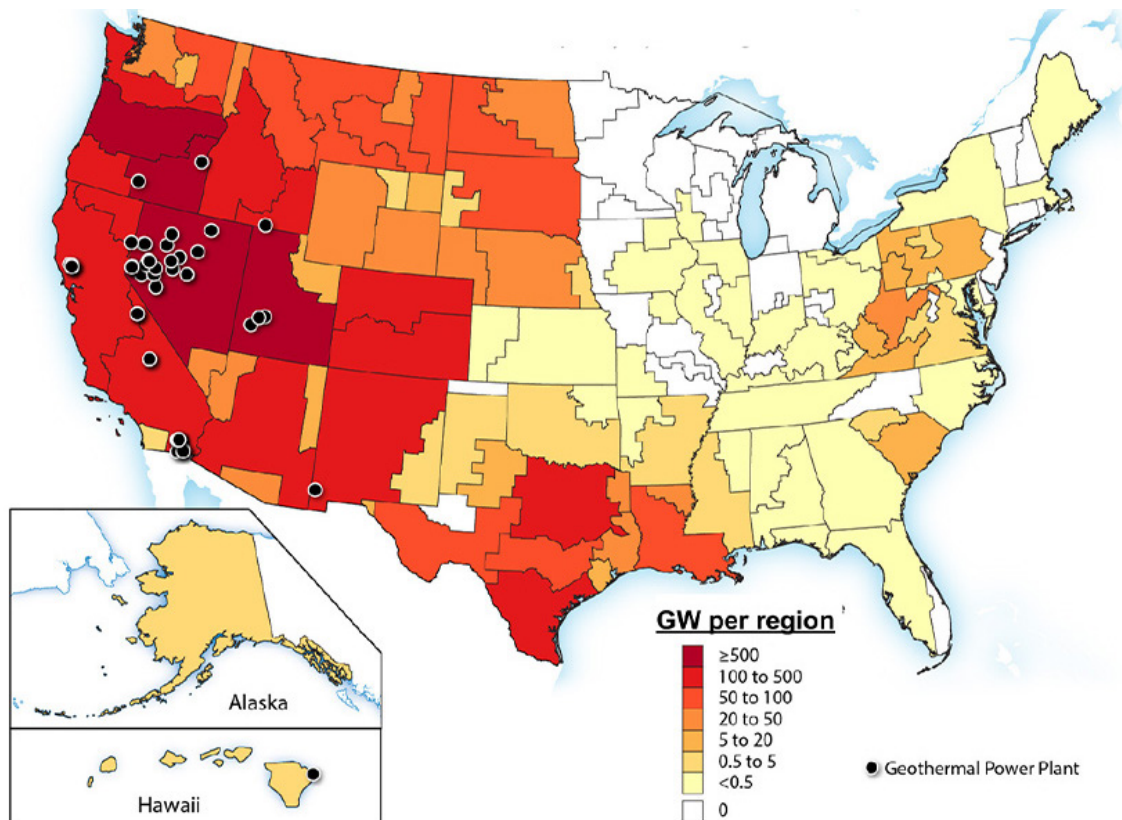 GW per region
≥500
100 to 500
50 to 100
20 to 50
5 to 20
0.5 to 5
<0.5
0
Geothermal Power Plant
Alaska
Hawaii